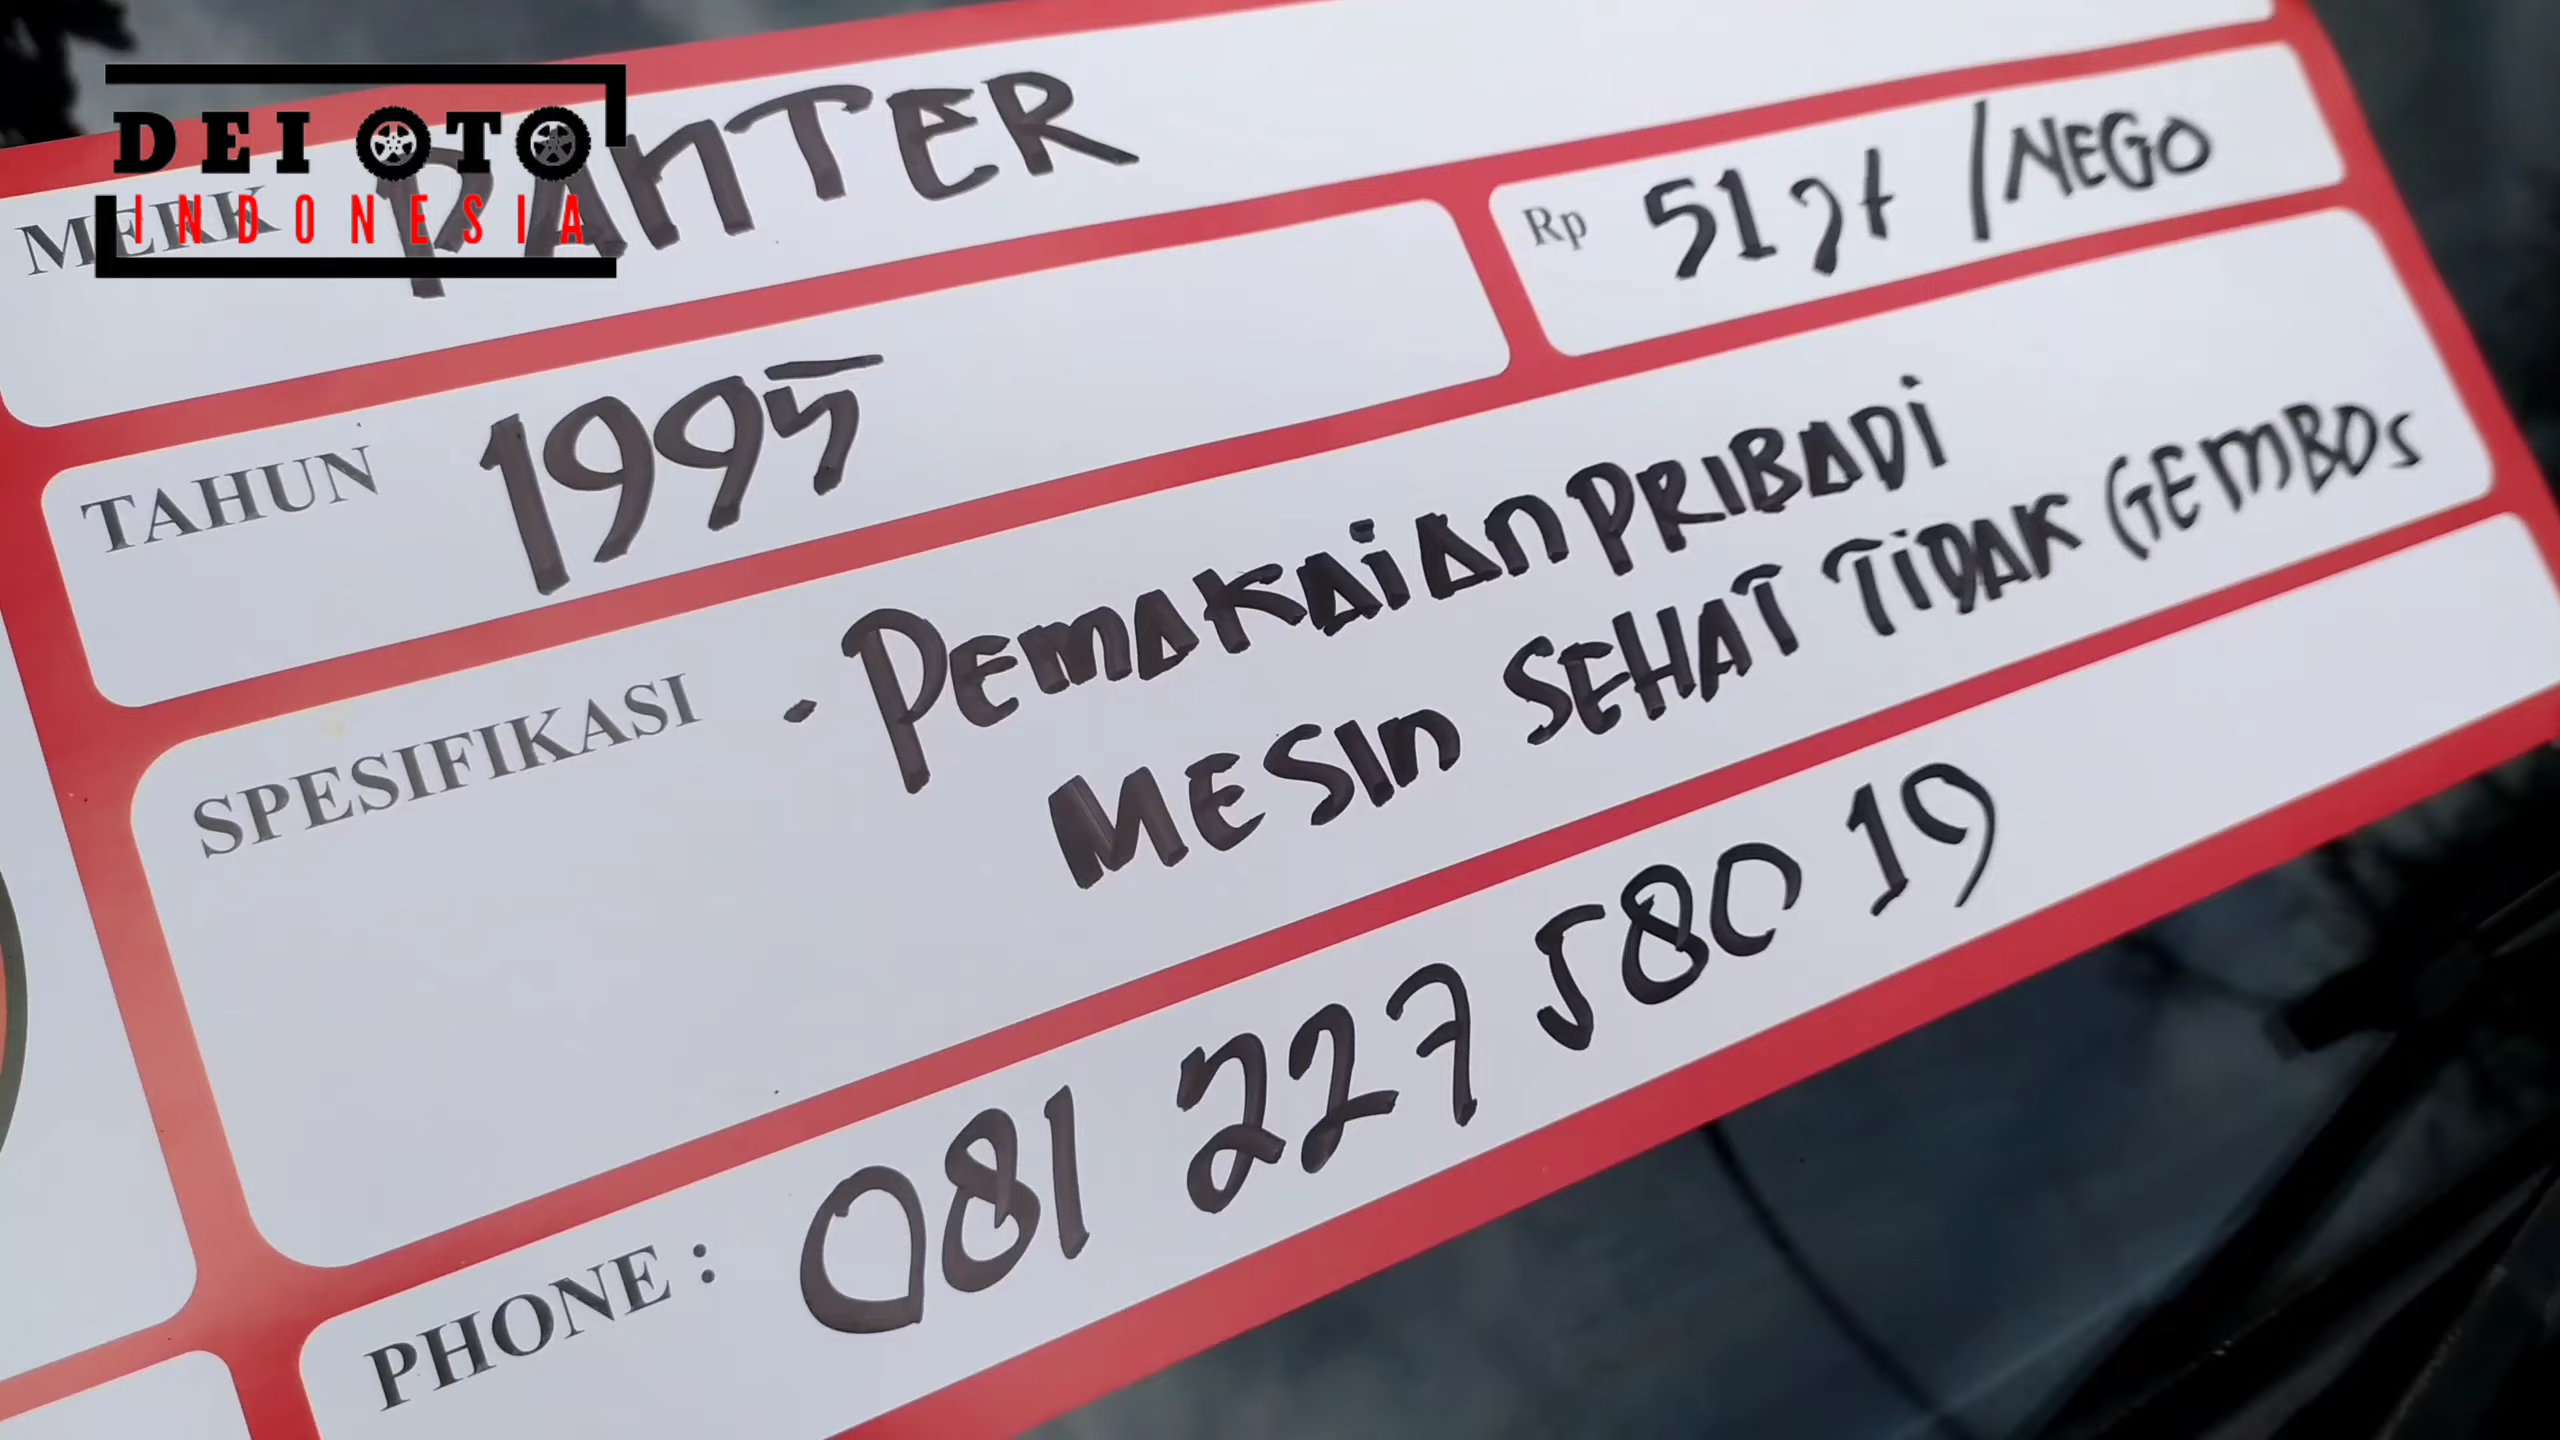 DEI OTO
INDONESIA
MERK PANTER
Rp 51 jt / NEGO
TAHUN 1995
SPESIFIKASI · PEMAKAIAN PRIBADI
MESIN SEHAT TIDAK GEMBOS
PHONE : 081 227 580 19